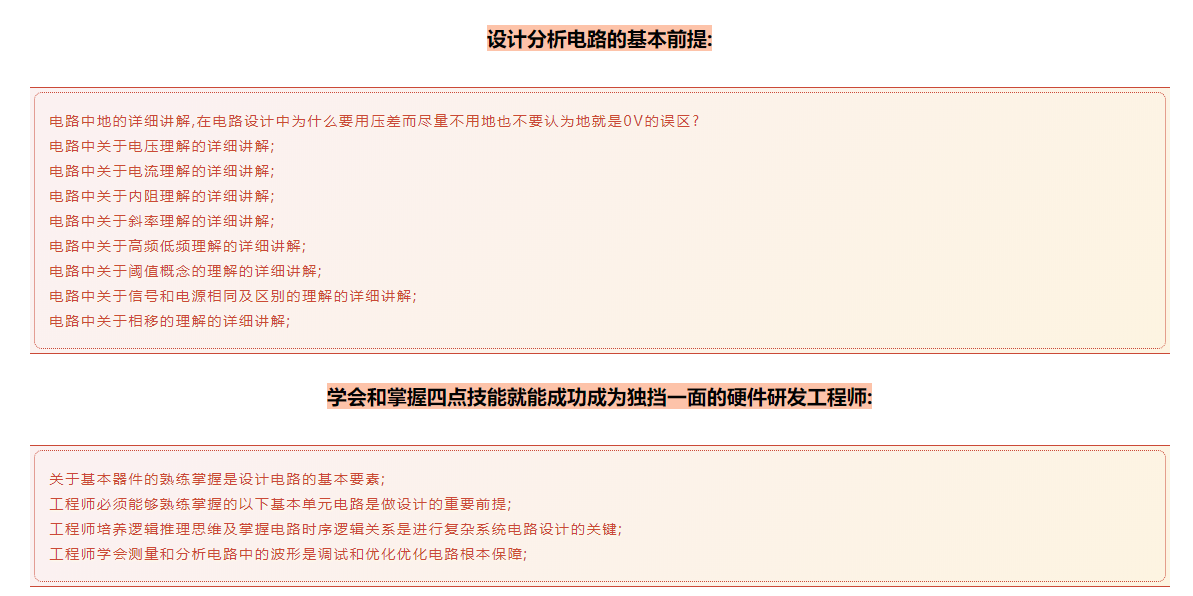 设计分析电路的基本前提:
电路中地的详细讲解,在电路设计中为什么要用压差而尽量不用地也不要认为地就是0V的误区?
电路中关于电压理解的详细讲解;
电路中关于电流理解的详细讲解;
电路中关于内阻理解的详细讲解;
电路中关于斜率理解的详细讲解;
电路中关于高频低频理解的详细讲解;
电路中关于阈值概念的理解的详细讲解;
电路中关于信号和电源相同及区别的理解的详细讲解;
电路中关于相移的理解的详细讲解;
学会和掌握四点技能就能成功成为独挡一面的硬件研发工程师:
关于基本器件的熟练掌握是设计电路的基本要素;
工程师必须能够熟练掌握的以下基本单元电路是做设计的重要前提;
工程师培养逻辑推理思维及掌握电路时序逻辑关系是进行复杂系统电路设计的关键;
工程师学会测量和分析电路中的波形是调试和优化优化电路根本保障;